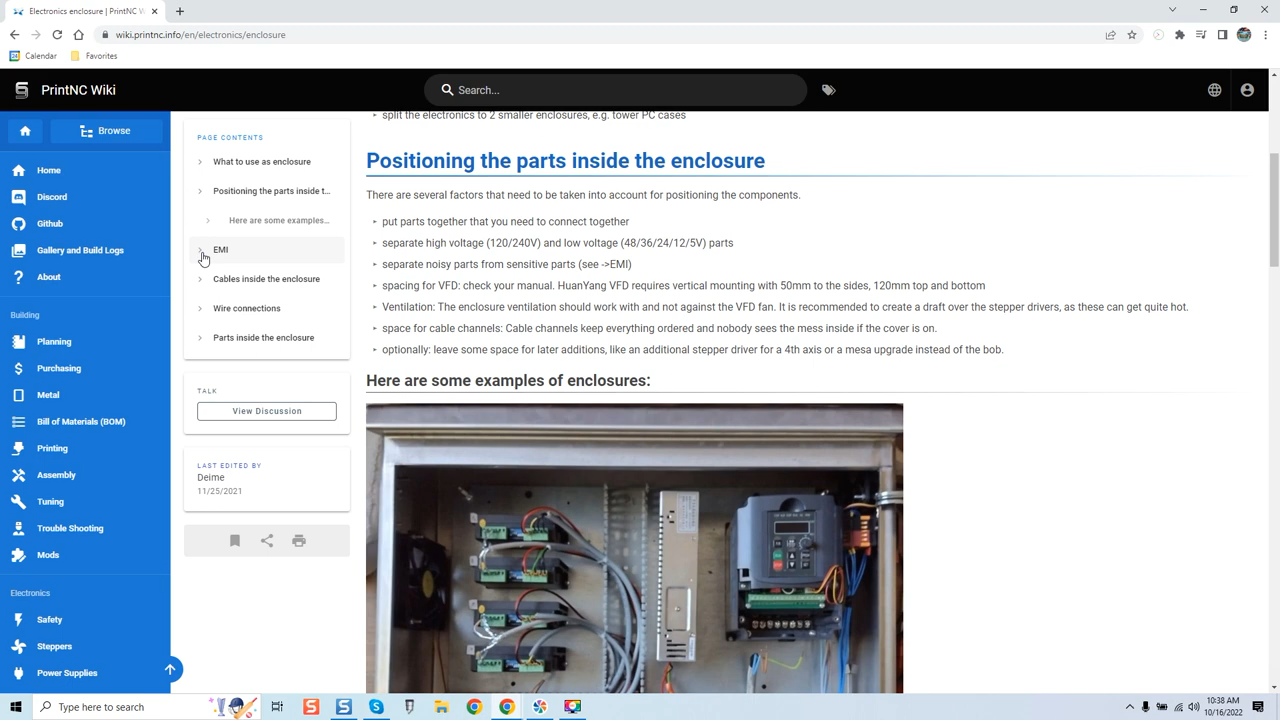 Electronics enclosure | PrintNC W
wiki.printnc.info/en/electronics/enclosure
Calendar
Favorites
PrintNC Wiki
Search...
Browse
Home
Discord
Github
Gallery and Build Logs
About
Building
Planning
Purchasing
Metal
Bill of Materials (BOM)
Printing
Assembly
Tuning
Trouble Shooting
Mods
Electronics
Safety
Steppers
Power Supplies
PAGE CONTENTS
What to use as enclosure
Positioning the parts inside t...
Here are some examples...
EMI
Cables inside the enclosure
Wire connections
Parts inside the enclosure
TALK
View Discussion
LAST EDITED BY
Deime
11/25/2021
split the electronics to 2 smaller enclosures, e.g. tower PC cases
Positioning the parts inside the enclosure
There are several factors that need to be taken into account for positioning the components.
put parts together that you need to connect together
separate high voltage (120/240V) and low voltage (48/36/24/12/5V) parts
separate noisy parts from sensitive parts (see ->EMI)
spacing for VFD: check your manual. HuanYang VFD requires vertical mounting with 50mm to the sides, 120mm top and bottom
Ventilation: The enclosure ventilation should work with and not against the VFD fan. It is recommended to create a draft over the stepper drivers, as these can get quite hot.
space for cable channels: Cable channels keep everything ordered and nobody sees the mess inside if the cover is on.
optionally: leave some space for later additions, like an additional stepper driver for a 4th axis or a mesa upgrade instead of the bob.
Here are some examples of enclosures:
Type here to search
10:38 AM
10/16/2022